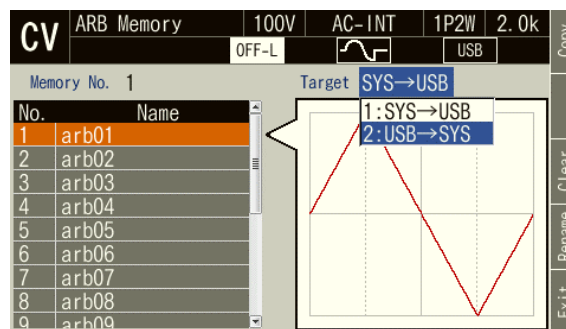 CV ARB Memory 100V AC-INT 1P2W 2.0k
OFF-L USB
Memory No. 1 Target SYS→USB
No. Name
1 arb01
2 arb02
3 arb03
4 arb04
5 arb05
6 arb06
7 arb07
8 arb08
9 arb09
1:SYS→USB
2:USB→SYS
Copy
Clear
Rename
Exit